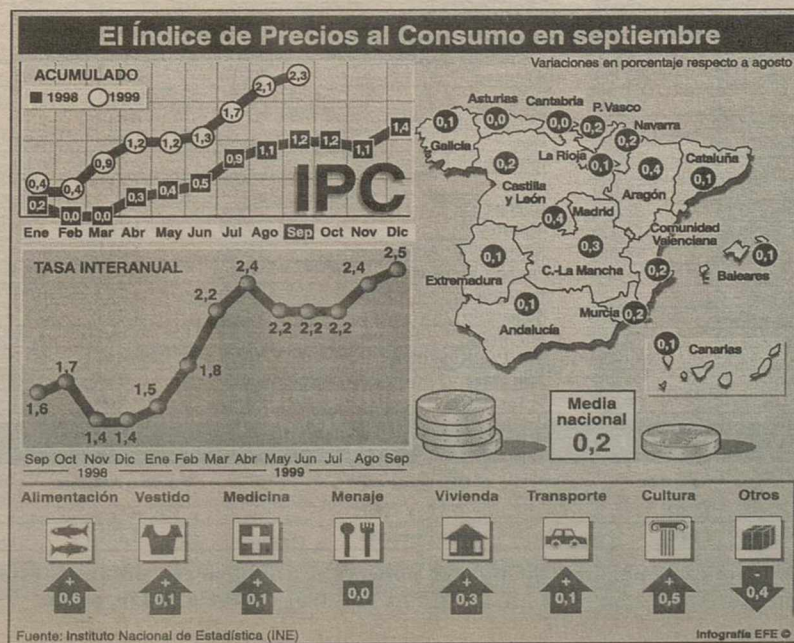 El Índice de Precios al Consumo en septiembre
Variaciones en porcentaje respecto a agosto
ACUMULADO
1998 1999
0,4 0,4 0,9 1,2 1,2 1,3 1,7 2,1 2,3
0,2 0,0 0,0 0,3 0,4 0,5 0,9 1,1 1,2 1,2 1,1 1,4
IPC
Ene Feb Mar Abr May Jun Jul Ago Sep Oct Nov Dic
TASA INTERANUAL
1,6 1,7 1,4 1,4 1,5 1,8 2,2 2,4 2,2 2,2 2,2 2,4 2,5
Sep Oct Nov Dic Ene Feb Mar Abr May Jun Jul Ago Sep
1998 1999
Asturias
0,0
Cantabria
0,0
P. Vasco
0,2
Navarra
0,2
Galicia
0,1
La Rioja
0,1
Cataluña
0,1
Castilla
y León
0,2
Aragón
0,4
Madrid
0,4
Comunidad
Valenciana
0,2
Extremadura
0,1
C.-La Mancha
0,3
Baleares
0,1
Andalucía
0,1
Murcia
0,2
Canarias
0,1
Media
nacional
0,2
Alimentación Vestido Medicina Menaje Vivienda Transporte Cultura Otros
+ + + + + + -
0,6 0,1 0,1 0,0 0,3 0,1 0,5 0,4
Fuente: Instituto Nacional de Estadística (INE)
Infografía EFE ©